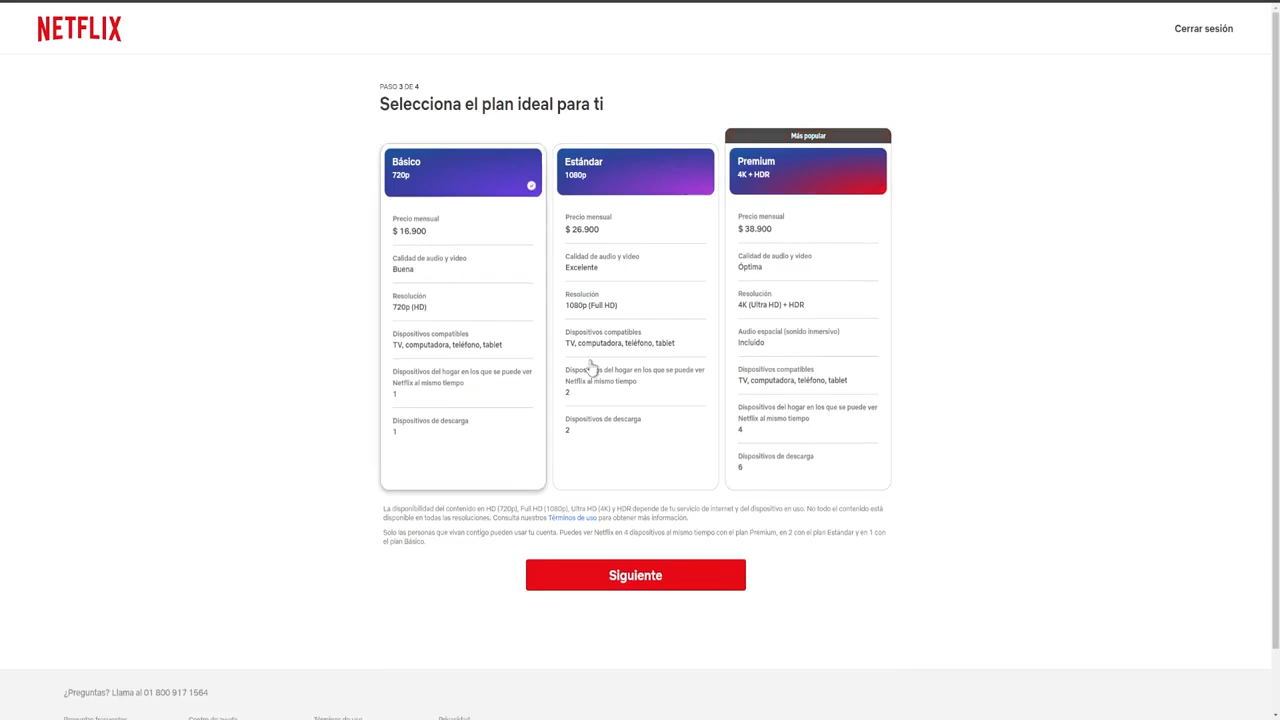 NETFLIX
Cerrar sesión
PASO 3 DE 4
Selecciona el plan ideal para ti
Básico
720p
Precio mensual
$ 16.900
Calidad de audio y video
Buena
Resolución
720p (HD)
Dispositivos compatibles
TV, computadora, teléfono, tablet
Dispositivos del hogar en los que se puede ver
Netflix al mismo tiempo
1
Dispositivos de descarga
1
Estándar
1080p
Precio mensual
$ 26.900
Calidad de audio y video
Excelente
Resolución
1080p (Full HD)
Dispositivos compatibles
TV, computadora, teléfono, tablet
Dispositivos del hogar en los que se puede ver
Netflix al mismo tiempo
2
Dispositivos de descarga
2
Más popular
Premium
4K + HDR
Precio mensual
$ 38.900
Calidad de audio y video
Óptima
Resolución
4K (Ultra HD) + HDR
Audio espacial (sonido inmersivo)
Incluido
Dispositivos compatibles
TV, computadora, teléfono, tablet
Dispositivos del hogar en los que se puede ver
Netflix al mismo tiempo
4
Dispositivos de descarga
6
La disponibilidad del contenido en HD (720p), Full HD (1080p), Ultra HD (4K) y HDR depende de tu servicio de internet y del dispositivo en uso. No todo el contenido está
disponible en todas las resoluciones. Consulta nuestros Términos de uso para obtener más información.
Solo las personas que vivan contigo pueden usar tu cuenta. Puedes ver Netflix en 4 dispositivos al mismo tiempo con el plan Premium, en 2 con el plan Estándar y en 1 con
el plan Básico.
Siguiente
¿Preguntas? Llama al 01 800 917 1564
Preguntas frecuentes
Centro de ayuda
Términos de uso
Privacidad